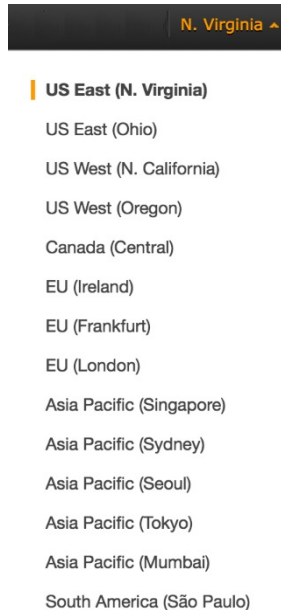 N. Virginia
US East (N. Virginia)
US East (Ohio)
US West (N. California)
US West (Oregon)
Canada (Central)
EU (Ireland)
EU (Frankfurt)
EU (London)
Asia Pacific (Singapore)
Asia Pacific (Sydney)
Asia Pacific (Seoul)
Asia Pacific (Tokyo)
Asia Pacific (Mumbai)
South America (São Paulo)